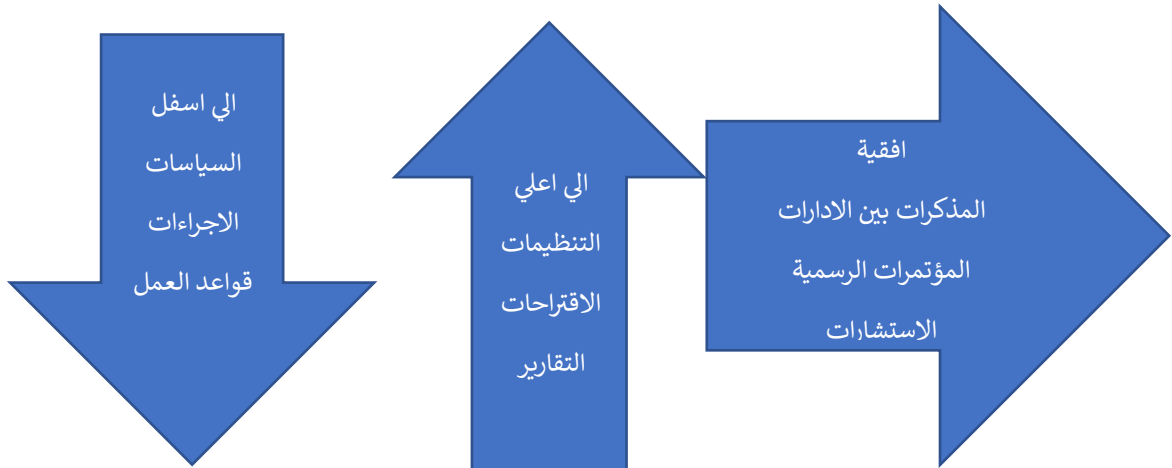 افقية
المذكرات بين الادارات
المؤتمرات الرسمية
الاستشارات
الي اعلي
التنظيمات
الاقتراحات
التقارير
الي اسفل
السياسات
الاجراءات
قواعد العمل